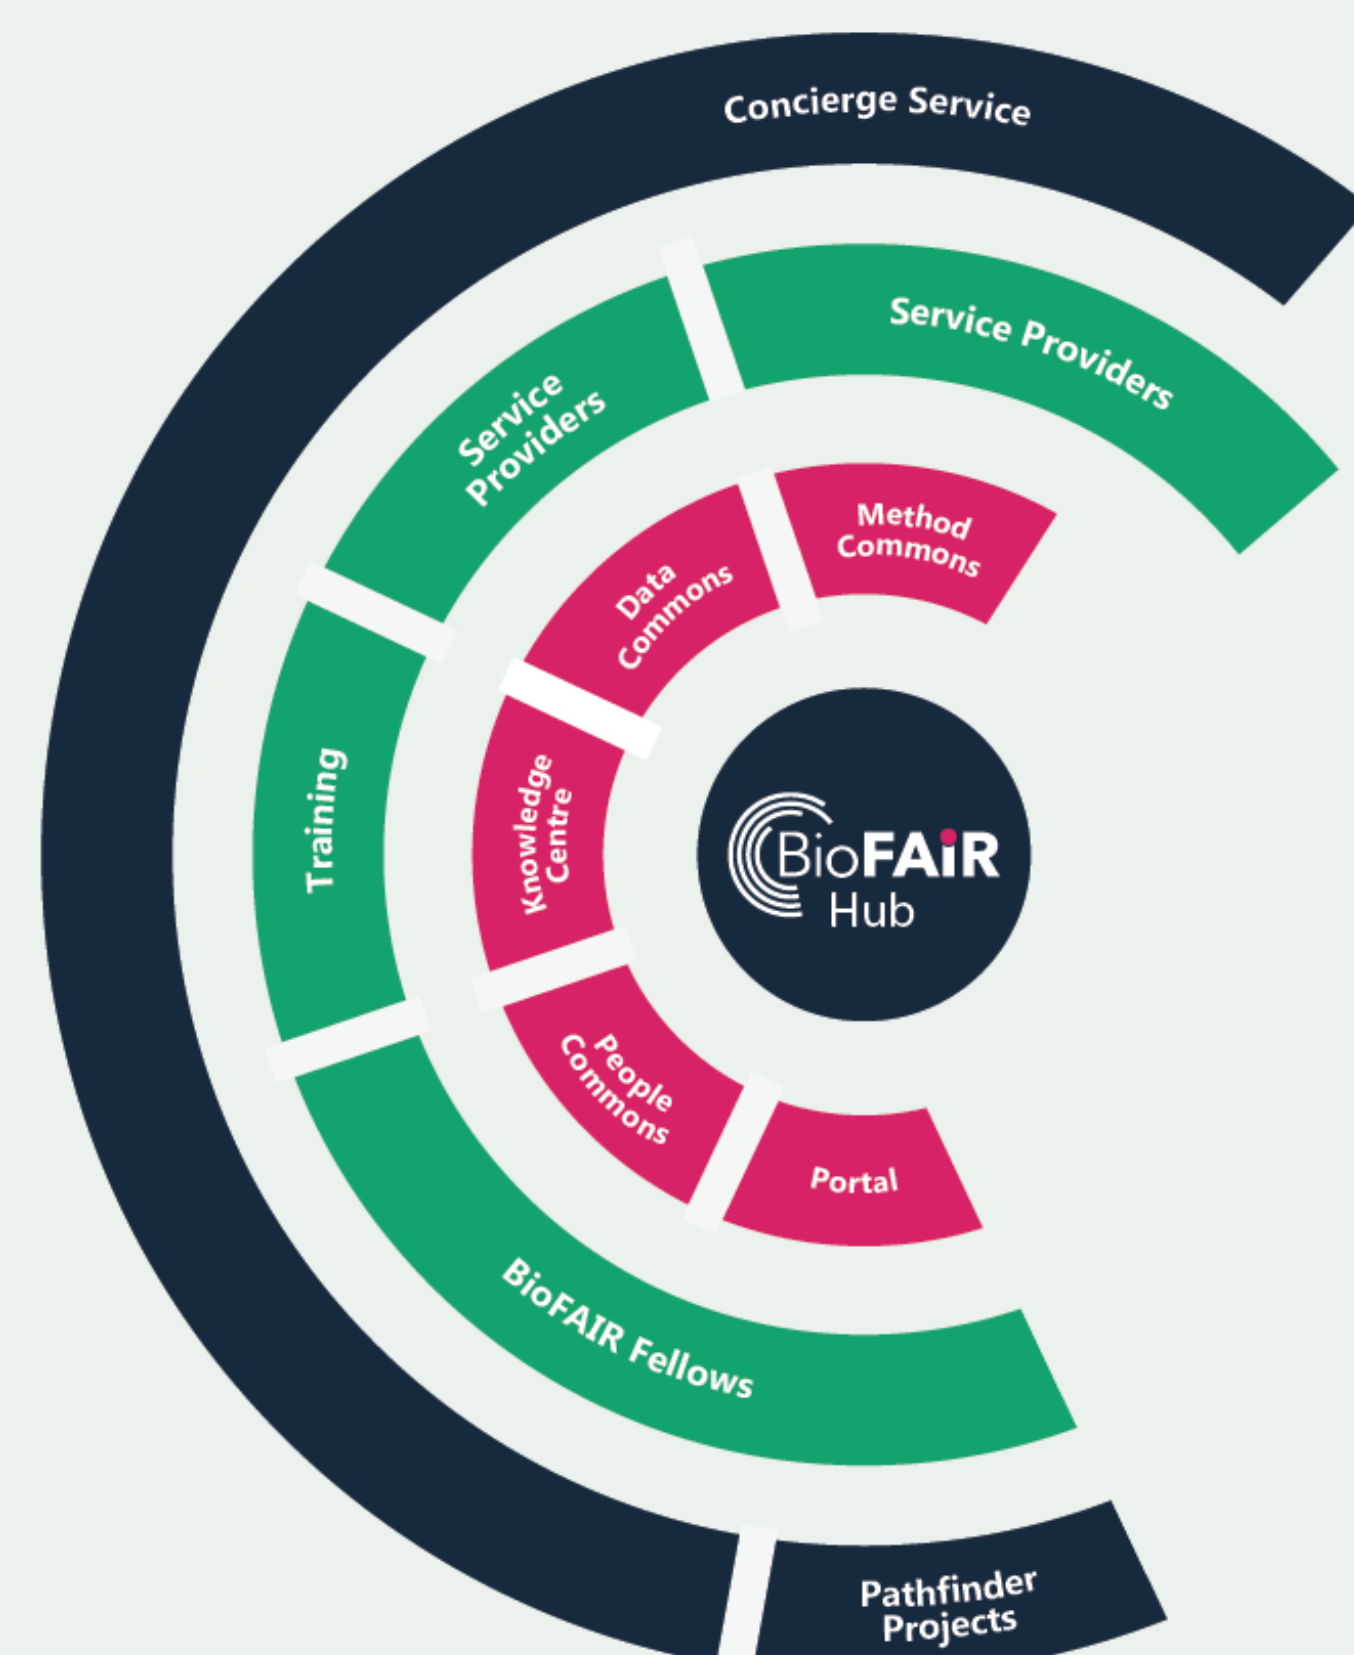 Concierge Service
Service Providers
Service
Providers
Method
Commons
Data
Commons
Training
Knowledge
Centre
BioFAiR
Hub
People
Commons
Portal
BioFAIR Fellows
Pathfinder
Projects